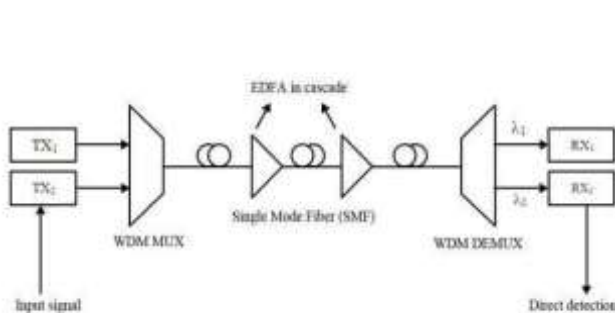 EDFA in cascade
TX₁
λ₁
RX₁
TX₂
λ₂
RX₂
Single Mode Fiber (SMF)
WDM MUX
WDM DEMUX
Input signal
Direct detection